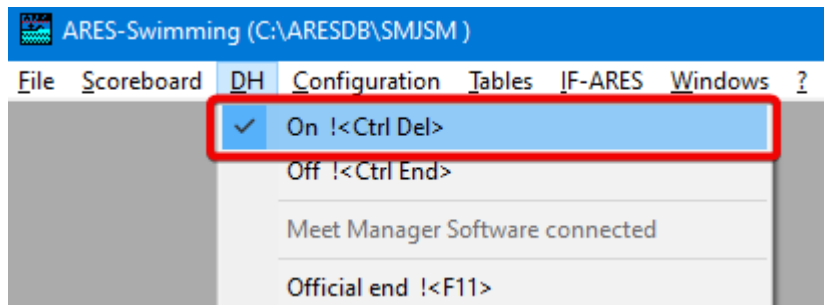 ARES-Swimming (C:\ARESDB\SMJSM )
File Scoreboard DH Configuration Tables IF-ARES Windows ?
On !<Ctrl Del>
Off !<Ctrl End>
Meet Manager Software connected
Official end !<F11>